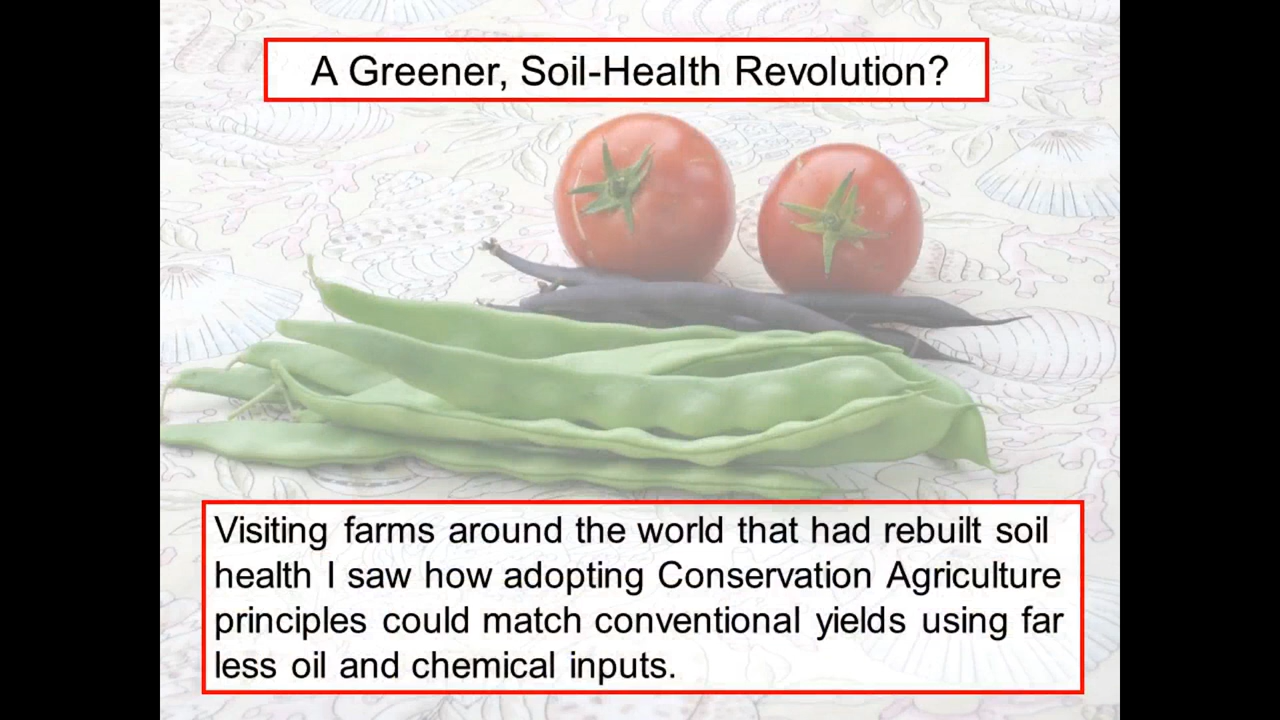 A Greener, Soil-Health Revolution?
Visiting farms around the world that had rebuilt soil
health I saw how adopting Conservation Agriculture
principles could match conventional yields using far
less oil and chemical inputs.